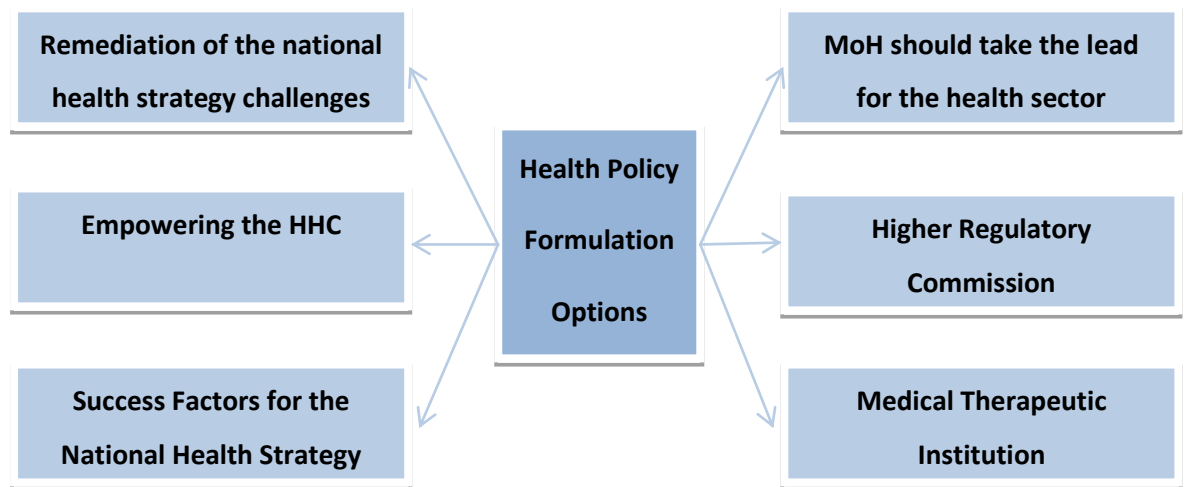 Remediation of the national
health strategy challenges
Empowering the HHC
Success Factors for the
National Health Strategy
Health Policy
Formulation
Options
MoH should take the lead
for the health sector
Higher Regulatory
Commission
Medical Therapeutic
Institution